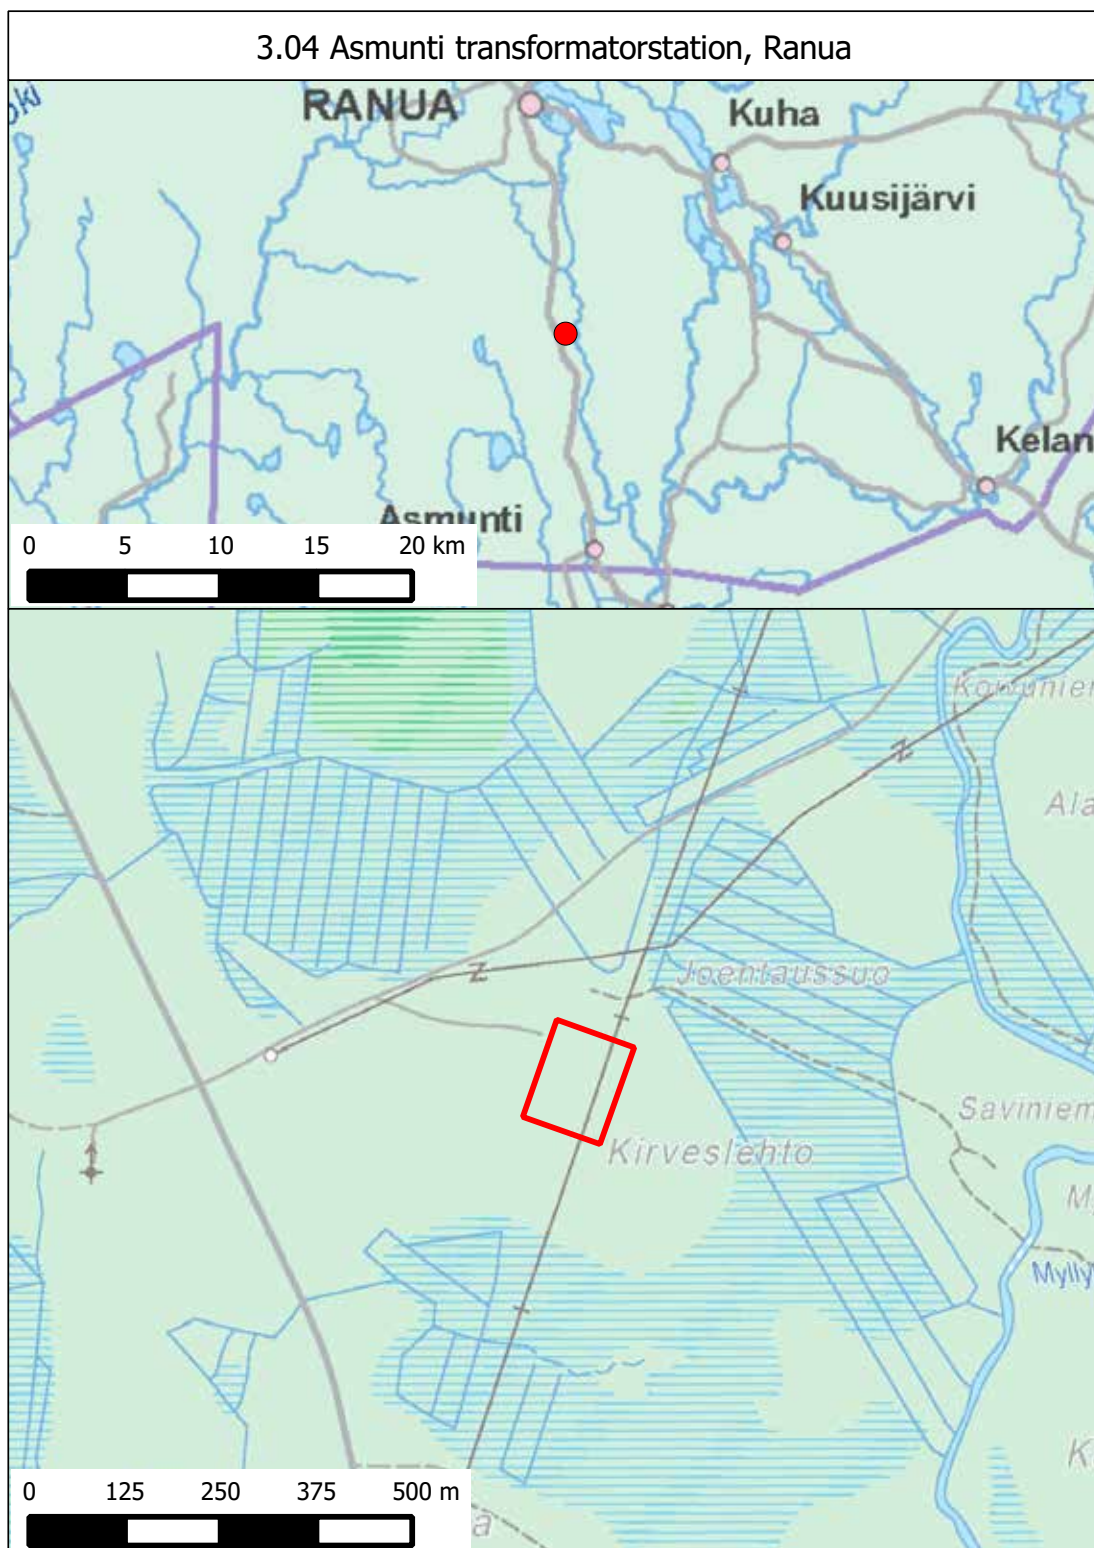 3.04 Asmunti transformatorstation, Ranua
RANUA
Kuha
Kuusijärvi
Kelan
Asmunti
0 5 10 15 20 km
Z
Z
Joentaussuo
Saviniem
Kirveslehto
Mylly
0 125 250 375 500 m